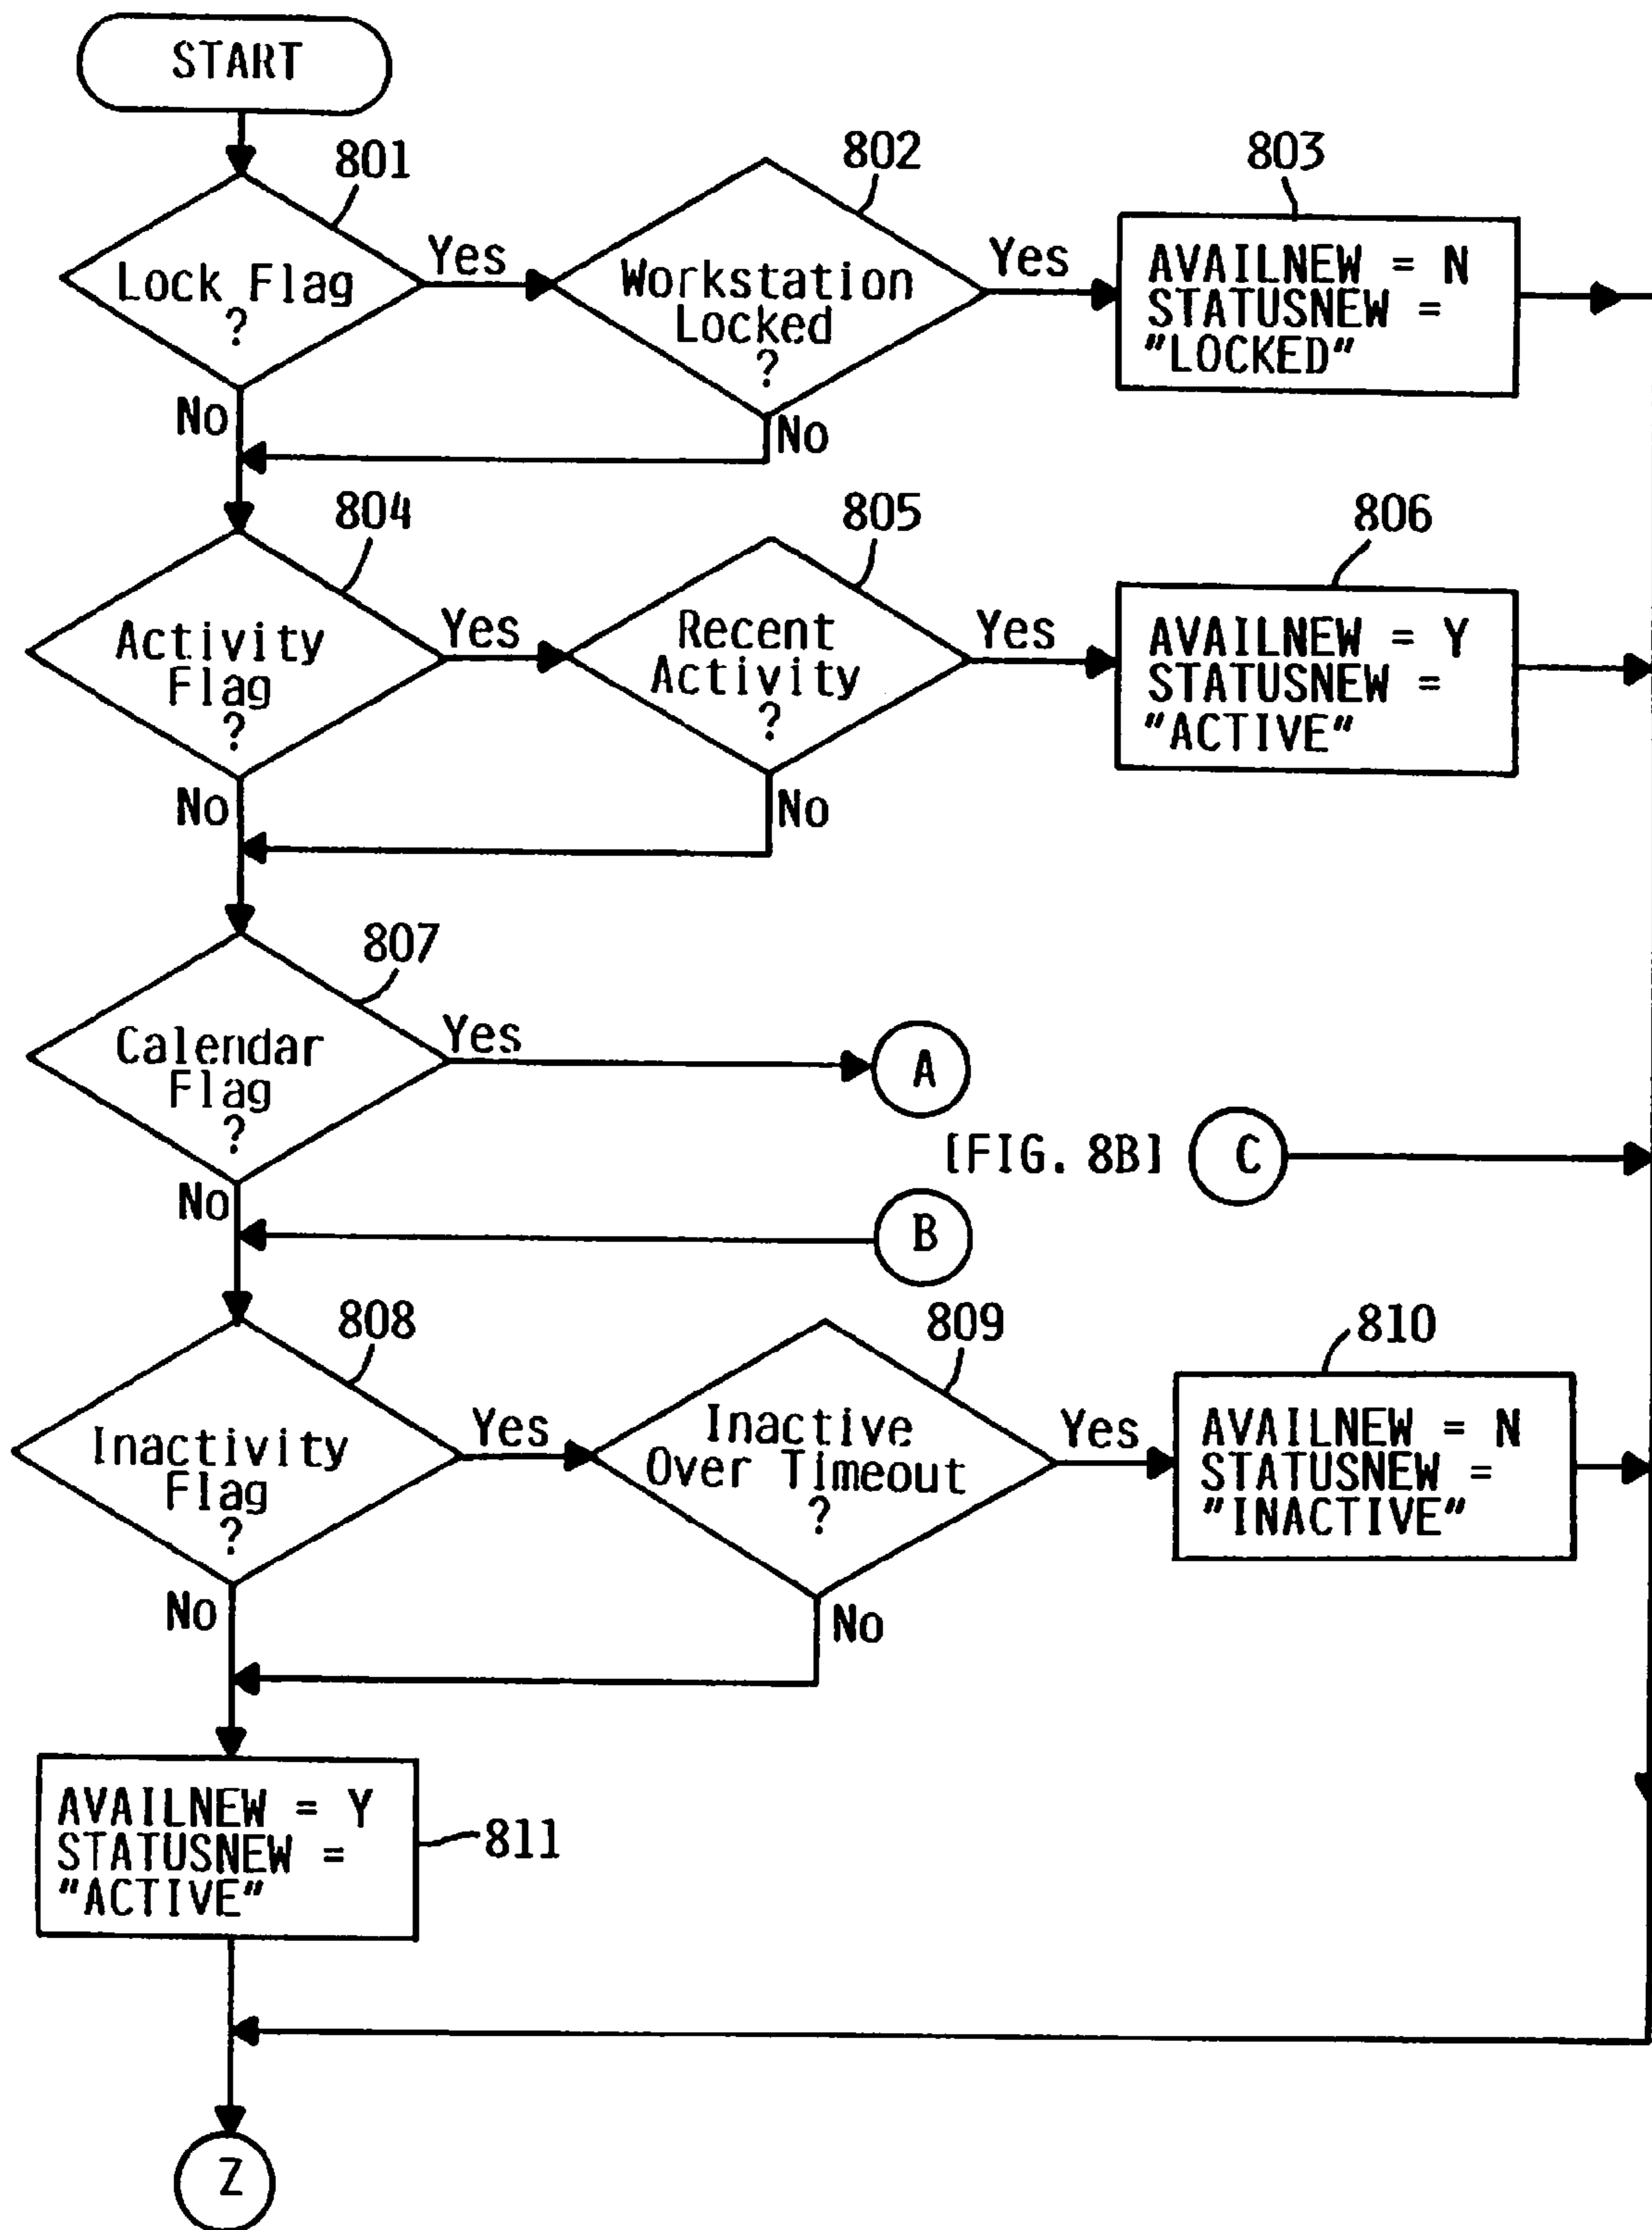 START
801
802
803
Lock Flag
?
Yes
Workstation
Locked
?
Yes
AVAILNEW = N
STATUSNEW =
"LOCKED"
No
No
804
805
806
Activity
Flag
?
Yes
Recent
Activity
?
Yes
AVAILNEW = Y
STATUSNEW =
"ACTIVE"
No
No
807
Calendar
Flag
?
Yes
A
[FIG. 8B]
C
No
B
808
809
810
Inactivity
Flag
?
Yes
Inactive
Over Timeout
?
Yes
AVAILNEW = N
STATUSNEW =
"INACTIVE"
No
No
AVAILNEW = Y
STATUSNEW =
"ACTIVE"
811
Z